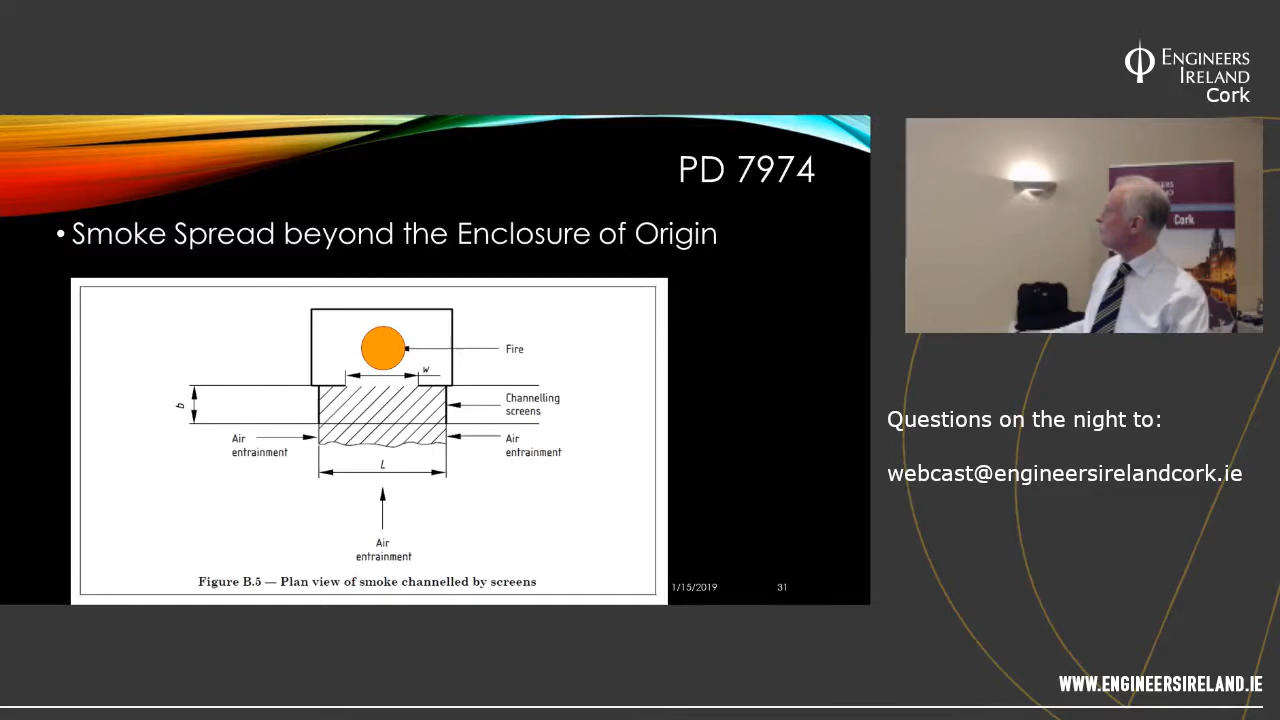 ENGINEERS
IRELAND
Cork
PD 7974
• Smoke Spread beyond the Enclosure of Origin
Fire
w
b
Channelling
screens
Air
entrainment
Air
entrainment
L
Air
entrainment
Figure B.5 — Plan view of smoke channelled by screens
1/15/2019
31
Cork
Questions on the night to:
webcast@engineersirelandcork.ie
WWW.ENGINEERSIRELAND.IE